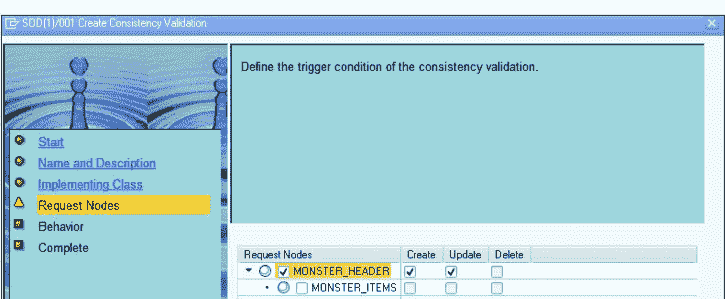 SDD(1)/001 Create Consistency Validation
Define the trigger condition of the consistency validation.
Start
Name and Description
Implementing Class
Request Nodes
Behavior
Complete
Request Nodes Create Update Delete
MONSTER_HEADER
MONSTER_ITEMS